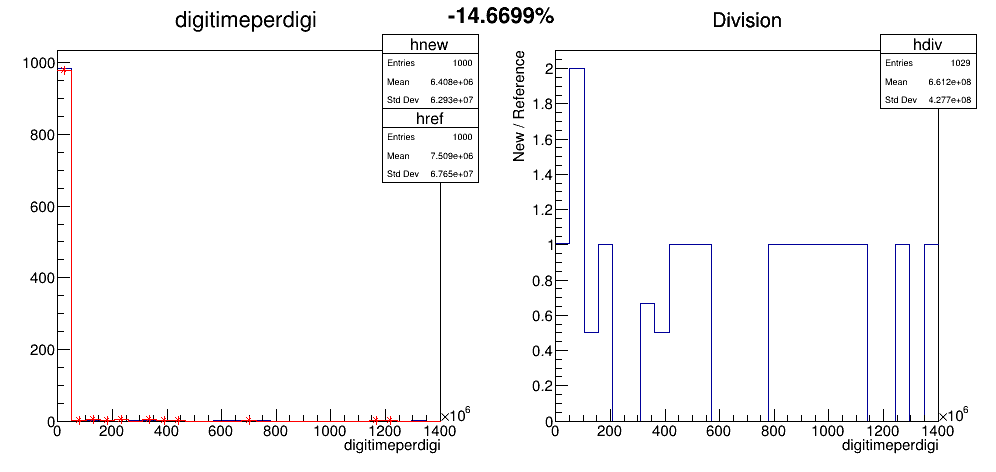 digitimeperdigi
-14.6699%
Division
hnew
Entries 1000
Mean 6.408e+06
Std Dev 6.293e+07
href
Entries 1000
Mean 7.509e+06
Std Dev 6.765e+07
1000
800
600
400
200
0
0 200 400 600 800 1000 1200 1400
×10^6
digitimeperdigi
hdiv
Entries 1029
Mean 6.612e+08
Std Dev 4.277e+08
New / Reference
2
1.8
1.6
1.4
1.2
1
0.8
0.6
0.4
0.2
0
0 200 400 600 800 1000 1200 1400
×10^6
digitimeperdigi